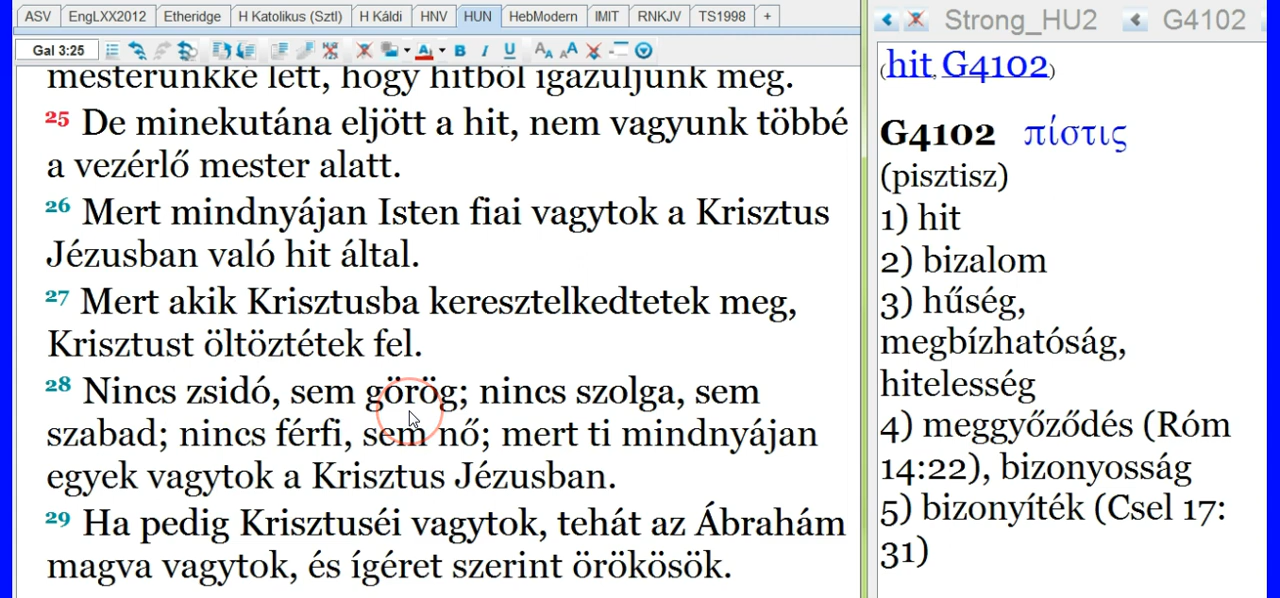 ASV EngLXX2012 Etheridge H Katolikus (Sztl) H Káldi HNV HUN HebModern IMIT RNKJV TS1998 +
Gal 3:25
mesterünkké lett, hogy hitből igazuljunk meg.
25 De minekutána eljött a hit, nem vagyunk többé
a vezérlő mester alatt.
26 Mert mindnyájan Isten fiai vagytok a Krisztus
Jézusban való hit által.
27 Mert akik Krisztusba keresztelkedtetek meg,
Krisztust öltöztétek fel.
28 Nincs zsidó, sem görög; nincs szolga, sem
szabad; nincs férfi, sem nő; mert ti mindnyájan
egyek vagytok a Krisztus Jézusban.
29 Ha pedig Krisztuséi vagytok, tehát az Ábrahám
magva vagytok, és ígéret szerint örökösök.
Strong_HU2 G4102
(hit, G4102)
G4102 πίστις
(pisztisz)
1) hit
2) bizalom
3) hűség,
megbízhatóság,
hitelesség
4) meggyőződés (Róm
14:22), bizonyosság
5) bizonyíték (Csel 17:
31)